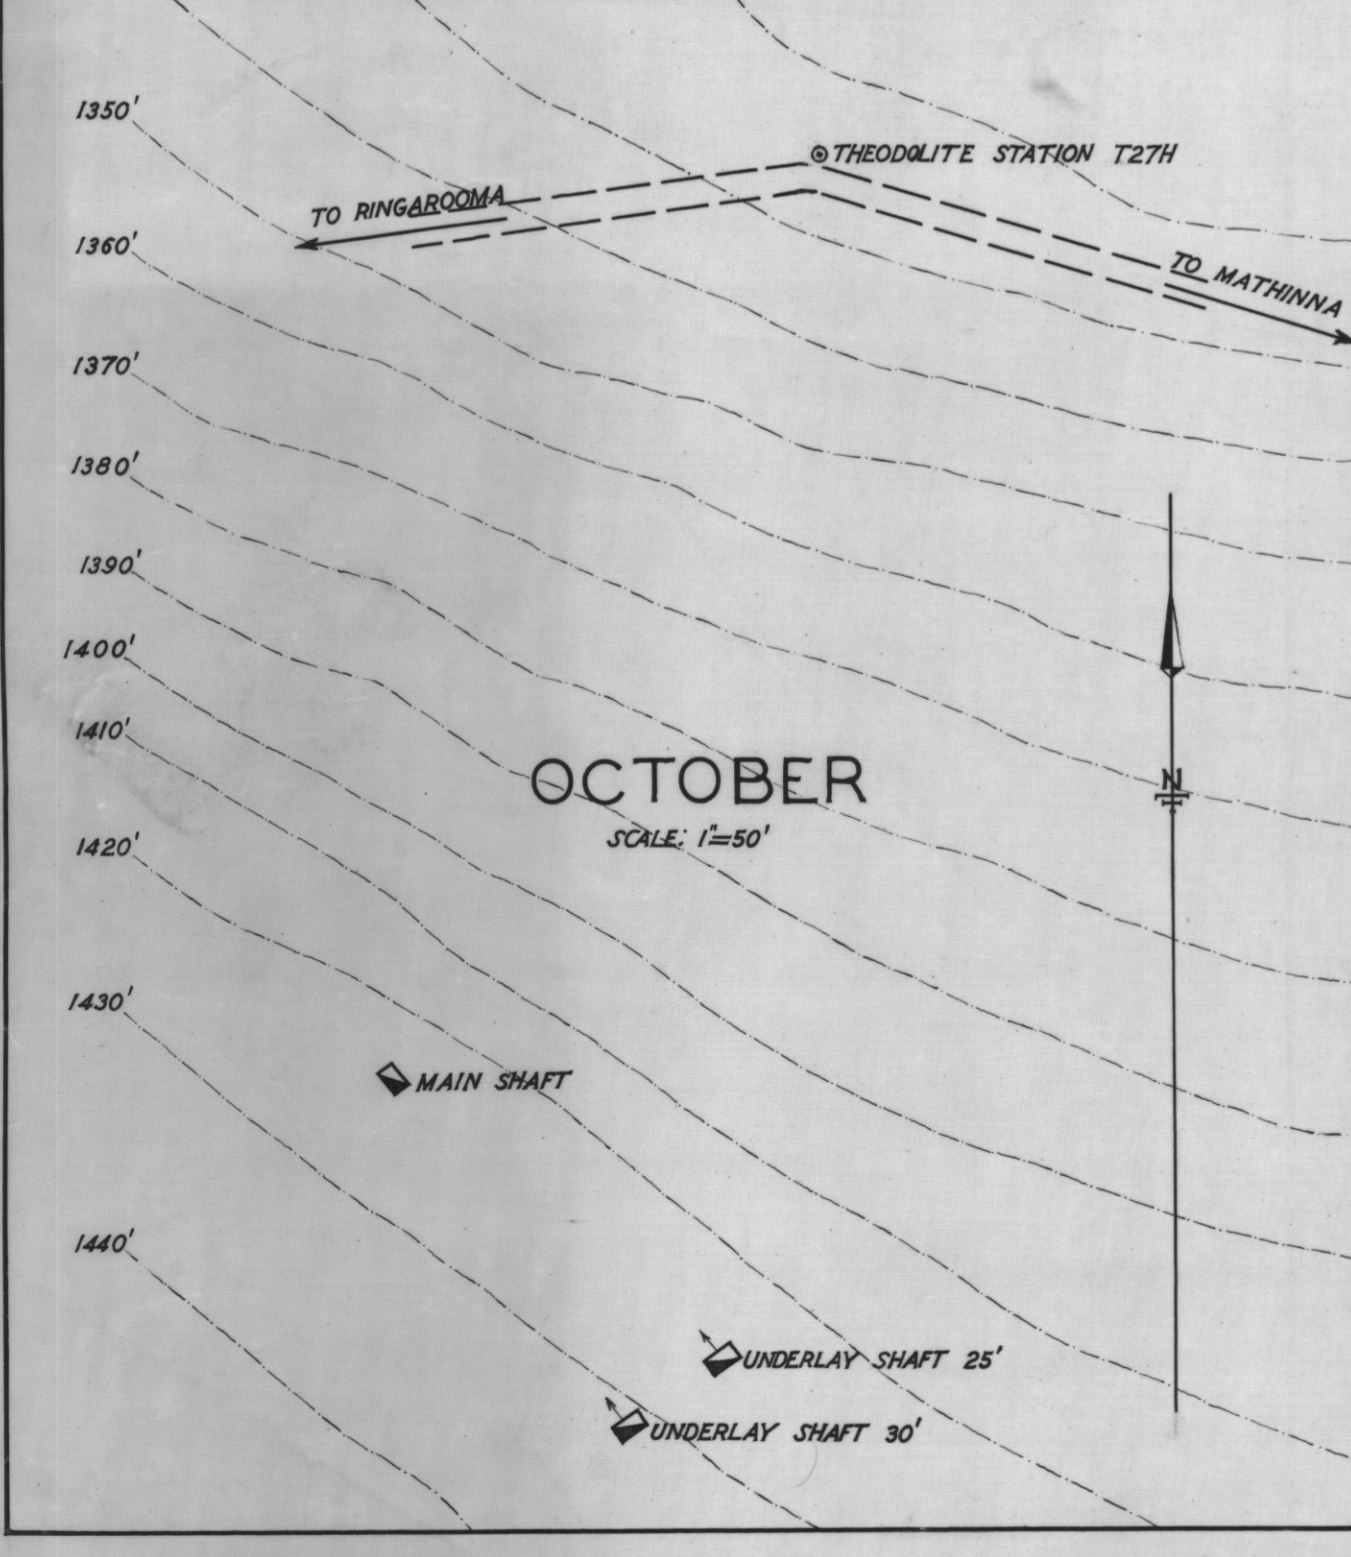 1350'
THEODOLITE STATION T27H
TO RINGAROOMA
1360'
TO MATHINNA
1370'
1380'
1390'
1400'
1410'
OCTOBER
N
SCALE: 1"=50'
1420'
1430'
MAIN SHAFT
1440'
UNDERLAY SHAFT 25'
UNDERLAY SHAFT 30'